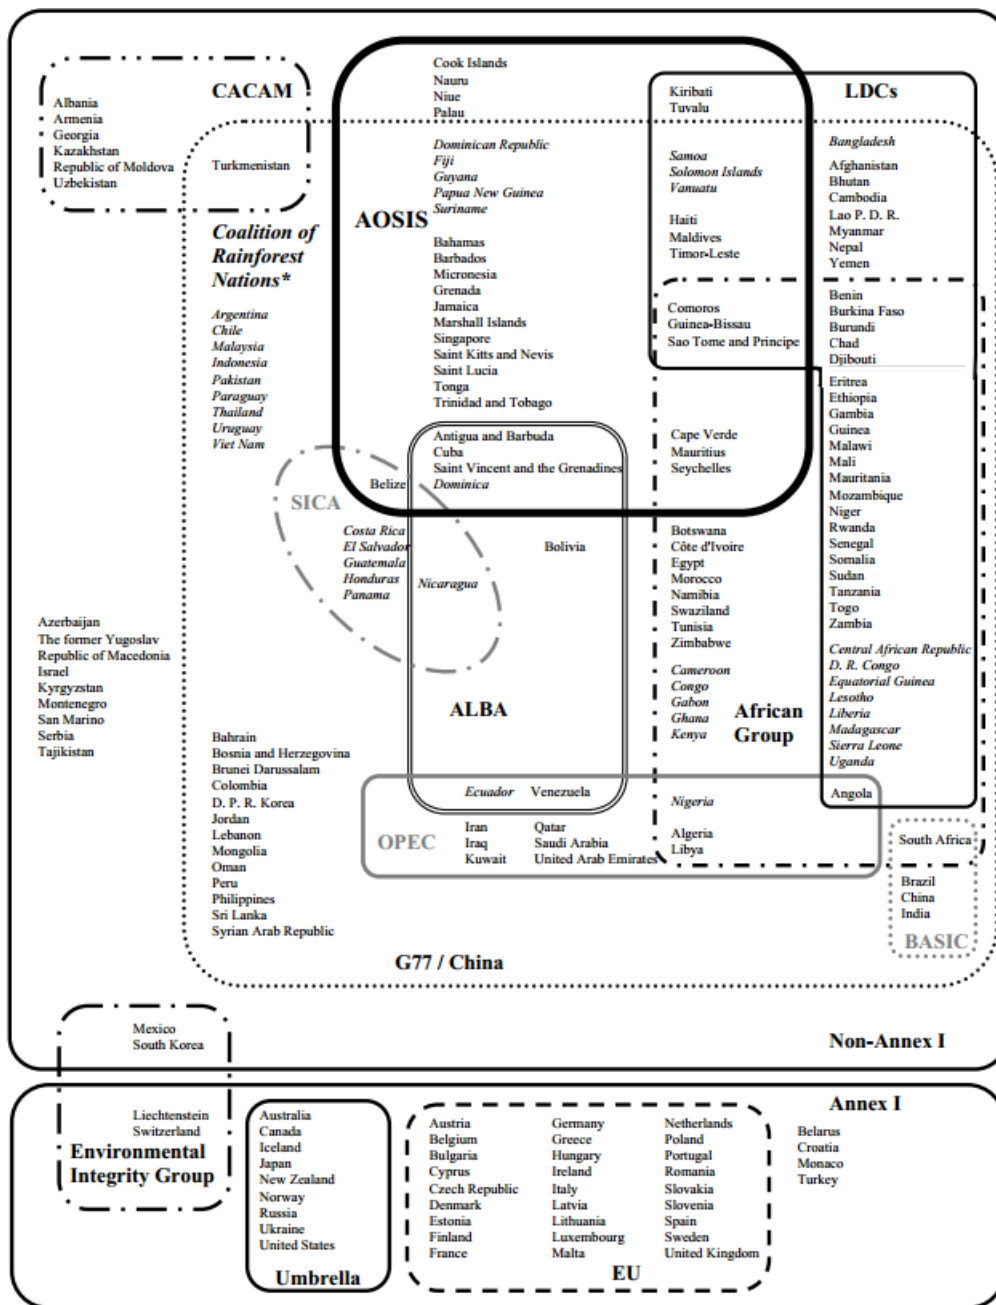 CACAM
Albania
Armenia
Georgia
Kazakhstan
Republic of Moldova
Uzbekistan
Turkmenistan
Cook Islands
Nauru
Niue
Palau
Kiribati
Tuvalu
LDCs
Dominican Republic
Fiji
Guyana
Papua New Guinea
Suriname
AOSIS
Samoa
Solomon Islands
Vanuatu
Haiti
Maldives
Timor-Leste
Bangladesh
Afghanistan
Bhutan
Cambodia
Lao P. D. R.
Myanmar
Nepal
Yemen
Coalition of
Rainforest
Nations*
Argentina
Chile
Malaysia
Indonesia
Pakistan
Paraguay
Thailand
Uruguay
Viet Nam
Bahamas
Barbados
Micronesia
Grenada
Jamaica
Marshall Islands
Singapore
Saint Kitts and Nevis
Saint Lucia
Tonga
Trinidad and Tobago
Comoros
Guinea-Bissau
Sao Tome and Principe
Benin
Burkina Faso
Burundi
Chad
Djibouti
Eritrea
Ethiopia
Gambia
Guinea
Malawi
Mali
Mauritania
Mozambique
Niger
Rwanda
Senegal
Somalia
Sudan
Tanzania
Togo
Zambia
Antigua and Barbuda
Cuba
Saint Vincent and the Grenadines
Dominica
Cape Verde
Mauritius
Seychelles
SICA
Belize
Costa Rica
El Salvador
Guatemala
Honduras
Panama
Nicaragua
Bolivia
Botswana
Côte d'Ivoire
Egypt
Morocco
Namibia
Swaziland
Tunisia
Zimbabwe
Cameroon
Congo
Gabon
Ghana
Kenya
African
Group
Central African Republic
D. R. Congo
Equatorial Guinea
Lesotho
Liberia
Madagascar
Sierra Leone
Uganda
Azerbaijan
The former Yugoslav
Republic of Macedonia
Israel
Kyrgyzstan
Montenegro
San Marino
Serbia
Tajikistan
ALBA
Bahrain
Bosnia and Herzegovina
Brunei Darussalam
Colombia
D. P. R. Korea
Jordan
Lebanon
Mongolia
Oman
Peru
Philippines
Sri Lanka
Syrian Arab Republic
Ecuador Venezuela
OPEC
Iran Qatar
Iraq Saudi Arabia
Kuwait United Arab Emirates
Nigeria
Algeria
Libya
Angola
South Africa
Brazil
China
India
BASIC
G77 / China
Mexico
South Korea
Non-Annex I
Liechtenstein
Switzerland
Environmental
Integrity Group
Australia
Canada
Iceland
Japan
New Zealand
Norway
Russia
Ukraine
United States
Umbrella
Austria
Belgium
Bulgaria
Cyprus
Czech Republic
Denmark
Estonia
Finland
France
Germany
Greece
Hungary
Ireland
Italy
Latvia
Lithuania
Luxembourg
Malta
Netherlands
Poland
Portugal
Romania
Slovakia
Slovenia
Spain
Sweden
United Kingdom
EU
Annex I
Belarus
Croatia
Monaco
Turkey